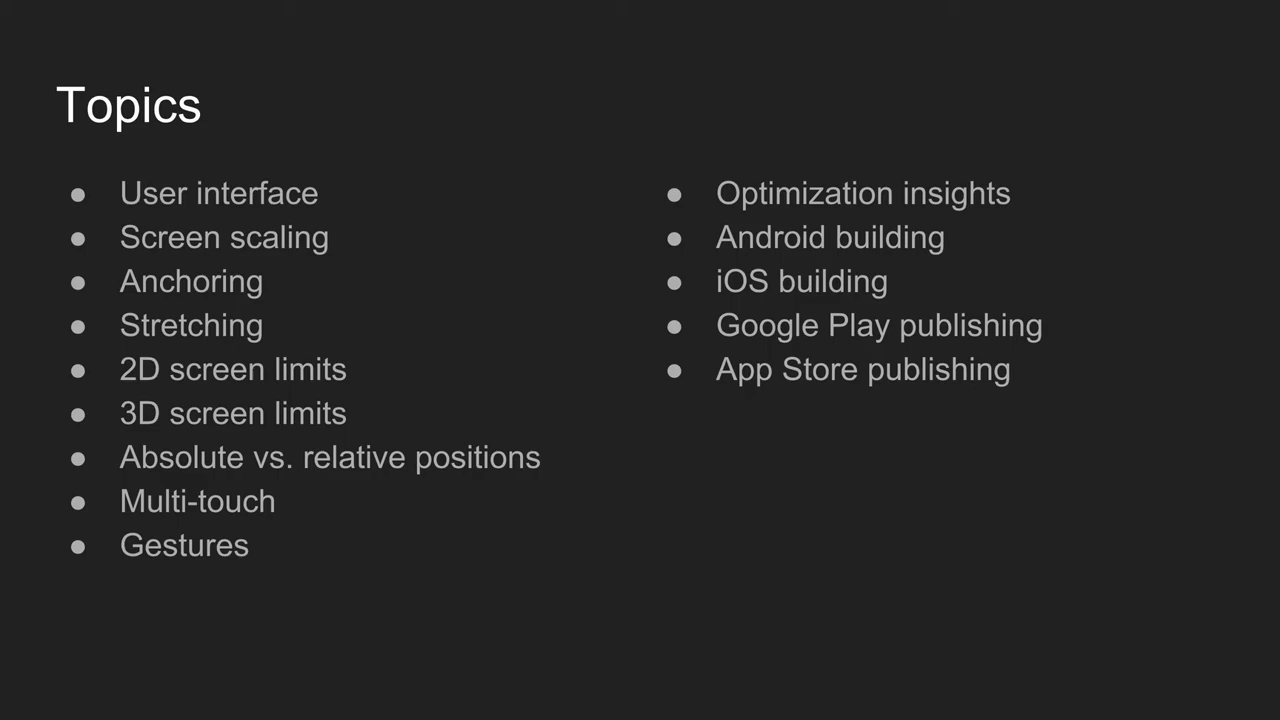 Topics
● User interface
● Screen scaling
● Anchoring
● Stretching
● 2D screen limits
● 3D screen limits
● Absolute vs. relative positions
● Multi-touch
● Gestures
● Optimization insights
● Android building
● iOS building
● Google Play publishing
● App Store publishing